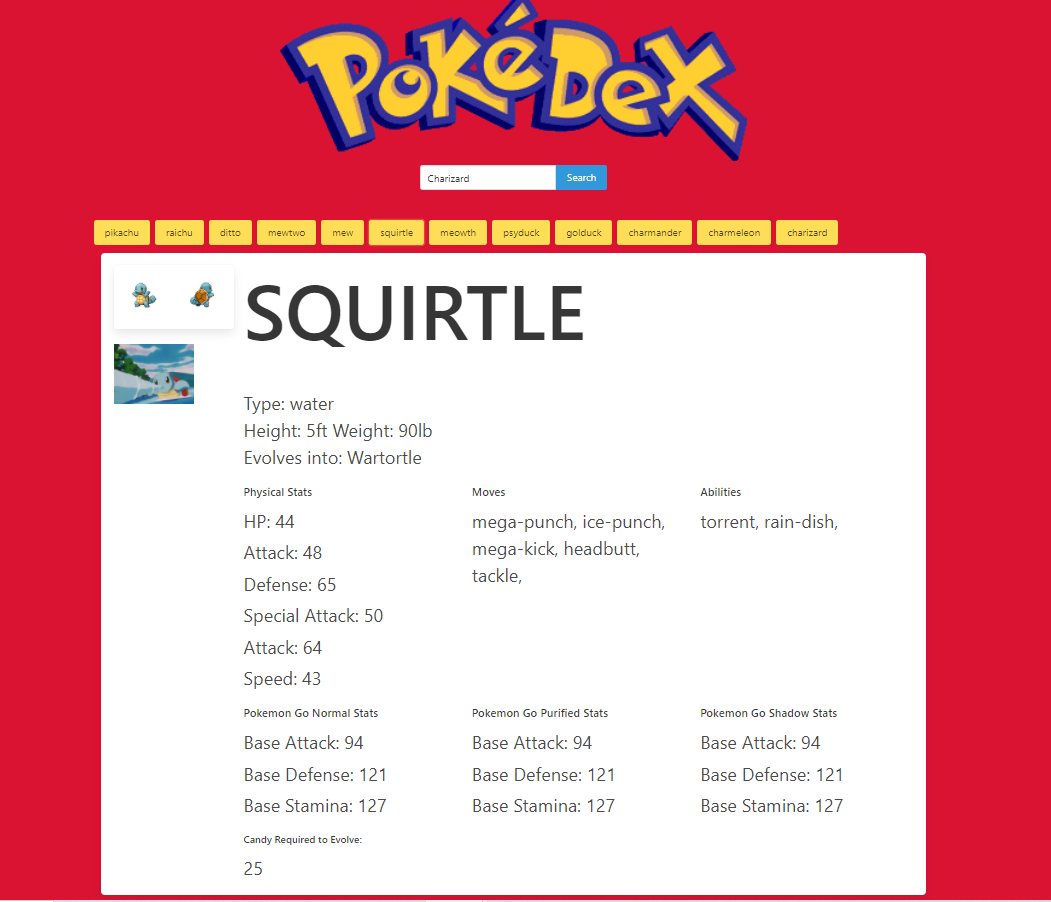 PoKéDex
Charizard Search
pikachu raichu ditto mewtwo mew squirtle meowth psyduck golduck charmander charmeleon charizard
SQUIRTLE
Type: water
Height: 5ft Weight: 90lb
Evolves into: Wartortle
Physical Stats
HP: 44
Attack: 48
Defense: 65
Special Attack: 50
Attack: 64
Speed: 43
Moves
mega-punch, ice-punch,
mega-kick, headbutt,
tackle,
Abilities
torrent, rain-dish,
Pokemon Go Normal Stats
Base Attack: 94
Base Defense: 121
Base Stamina: 127
Pokemon Go Purified Stats
Base Attack: 94
Base Defense: 121
Base Stamina: 127
Pokemon Go Shadow Stats
Base Attack: 94
Base Defense: 121
Base Stamina: 127
Candy Required to Evolve:
25